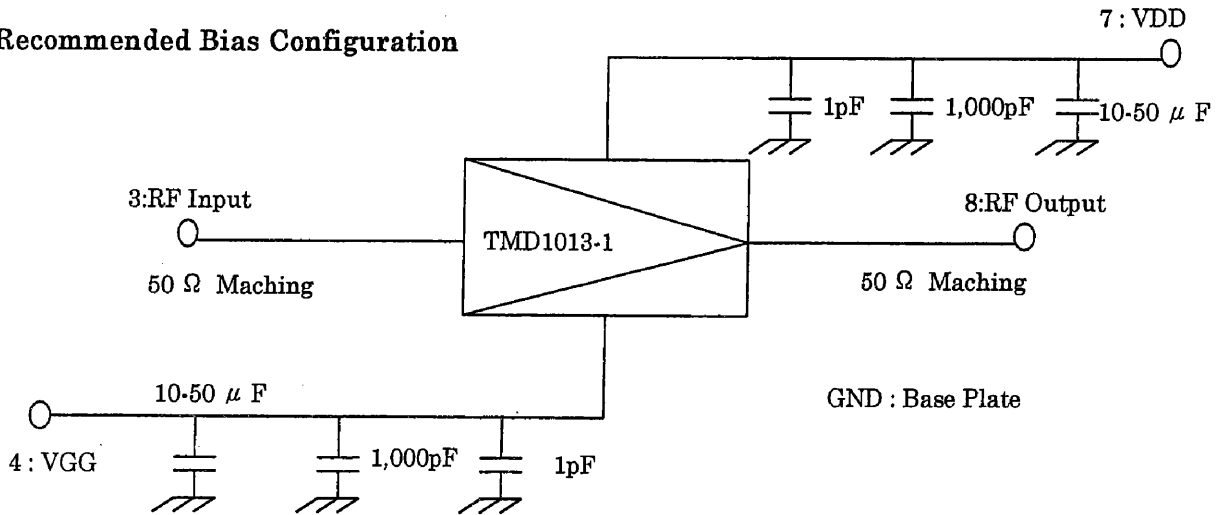 7 : VDD
Recommended Bias Configuration
1pF
1,000pF
10-50 μ F
3:RF Input
8:RF Output
TMD1013-1
50 Ω Maching
50 Ω Maching
10-50 μ F
GND : Base Plate
4 : VGG
1,000pF
1pF